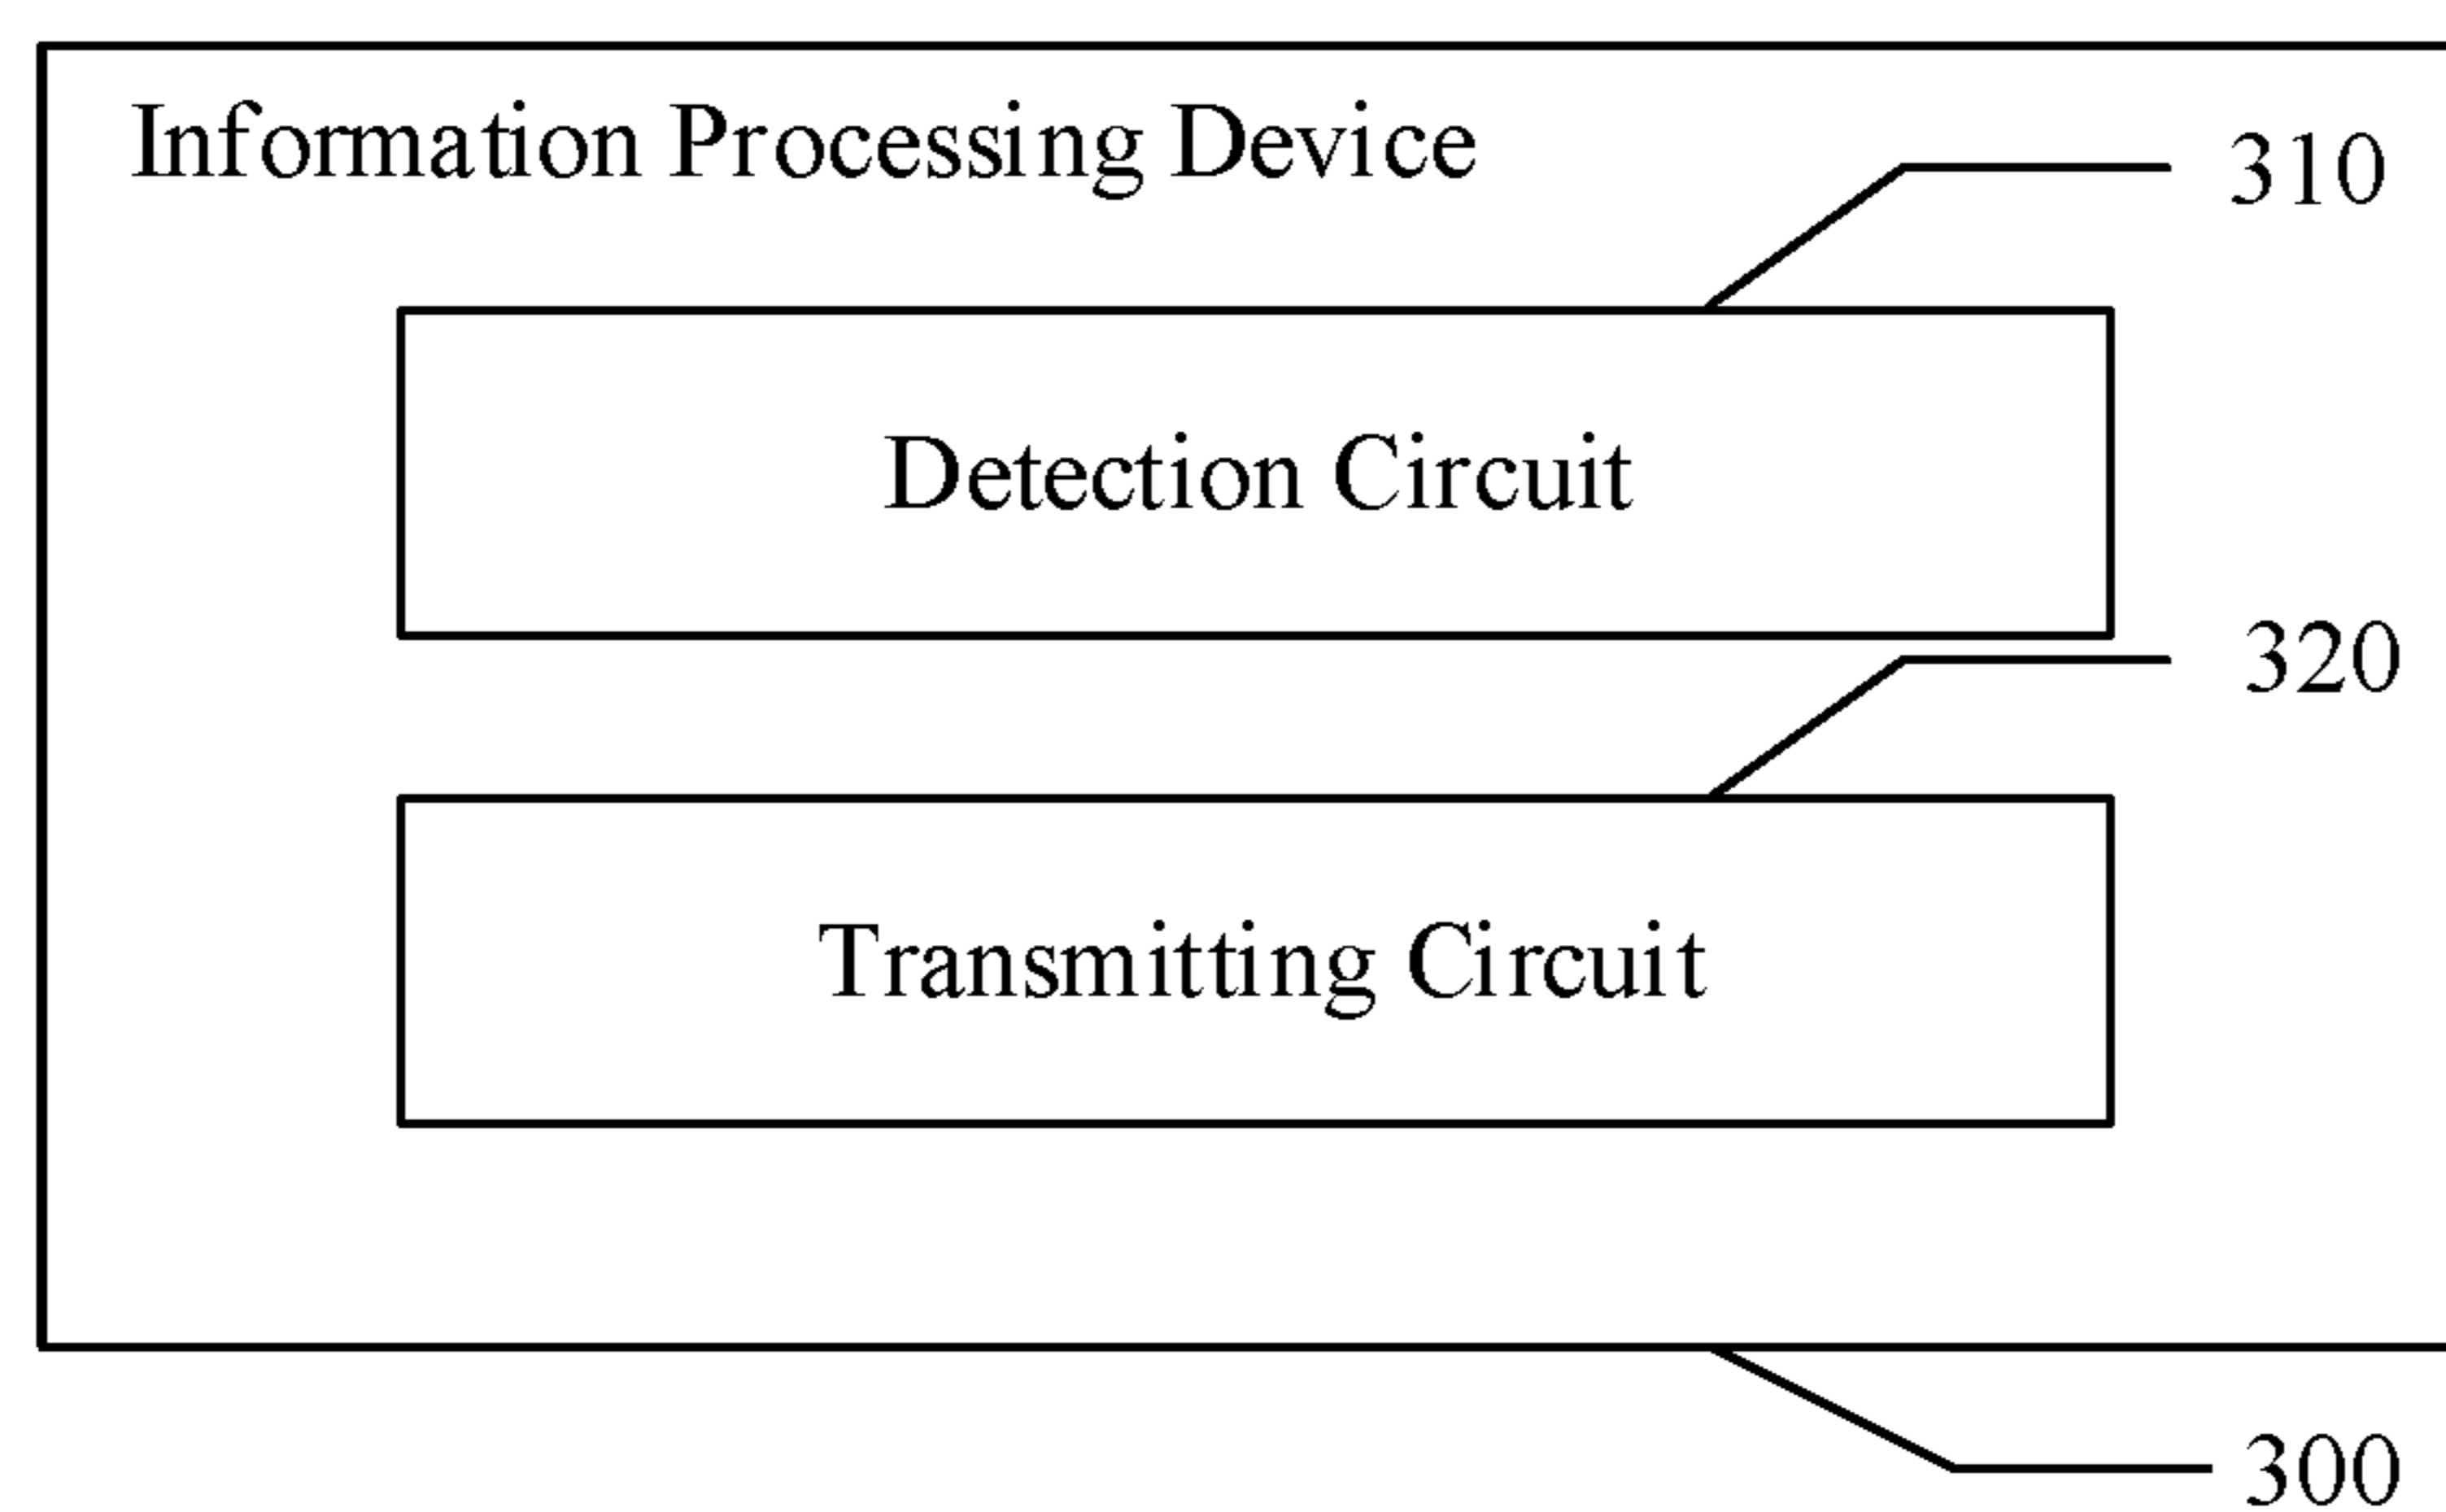 Information Processing Device
310
Detection Circuit
320
Transmitting Circuit
300